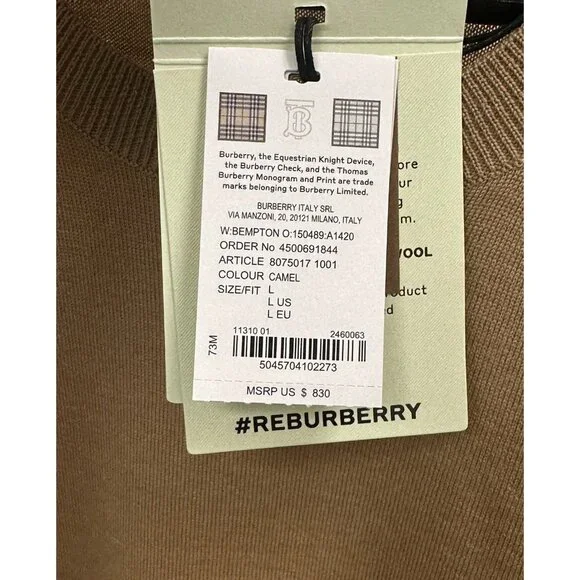 Burberry, the Equestrian Knight Device,
the Burberry Check, and the Thomas
Burberry Monogram and Print are trade
marks belonging to Burberry Limited.
BURBERRY ITALY SRL
VIA MANZONI, 20, 20121 MILANO, ITALY
W:BEMPTON O:150489:A1420
ORDER No 4500691844
ARTICLE 8075017 1001
COLOUR CAMEL
SIZE/FIT L
L US
L EU
73M
11310 01 2460063
5045704102273
MSRP US $ 830
WOOL
#REBURBERRY